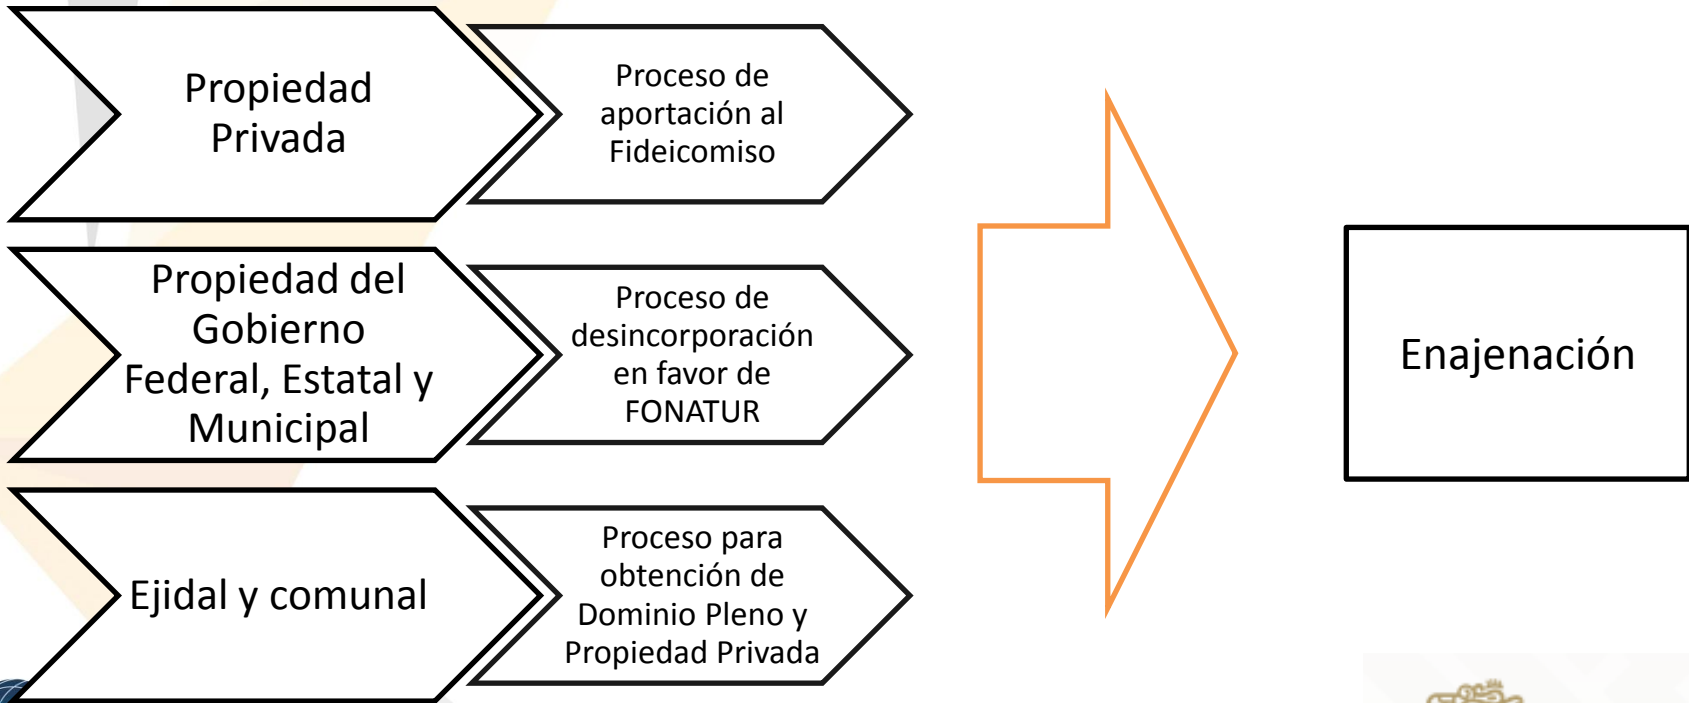 Propiedad
Privada
Proceso de
aportación al
Fideicomiso
Propiedad del
Gobierno
Federal, Estatal y
Municipal
Proceso de
desincorporación
en favor de
FONATUR
Ejidal y comunal
Proceso para
obtención de
Dominio Pleno y
Propiedad Privada
Enajenación